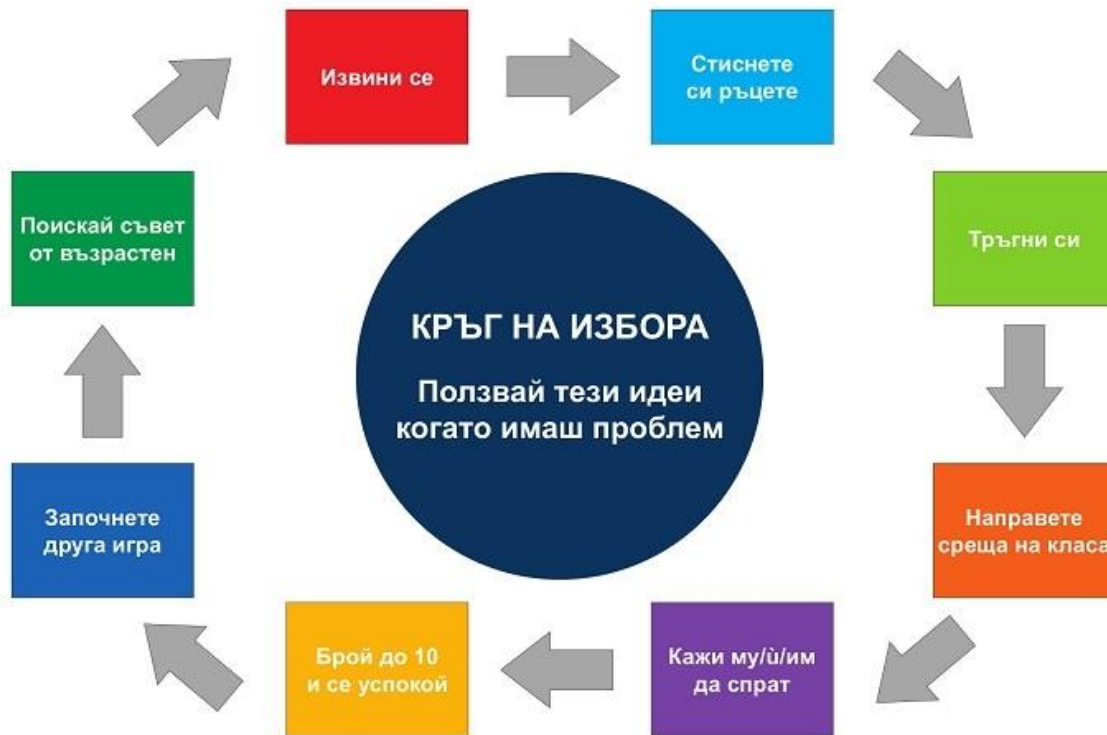 Извини се
Стиснете
си ръцете
Тръгни си
Направете
среща на класа
Кажи му/ѝ/им
да спрат
Брой до 10
и се успокой
Започнете
друга игра
Поискай съвет
от възрастен
КРЪГ НА ИЗБОРА
Ползвай тези идеи
когато имаш проблем